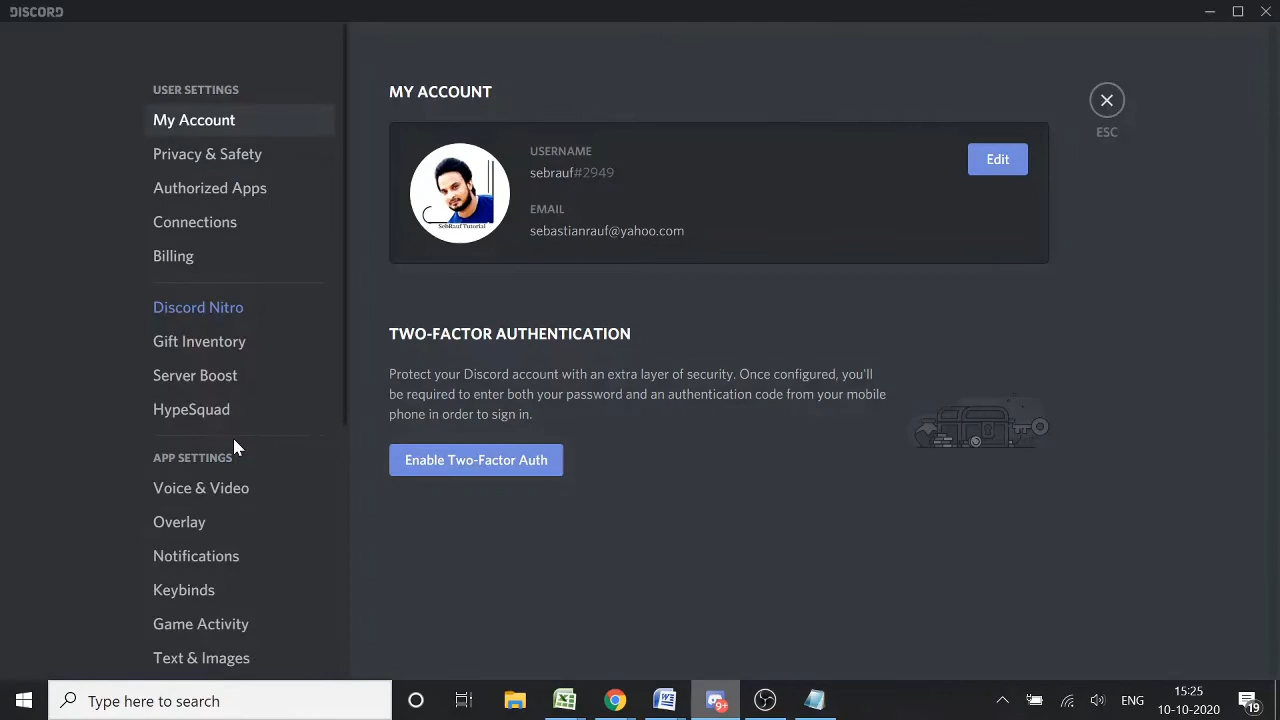 DISCORD
USER SETTINGS
My Account
Privacy & Safety
Authorized Apps
Connections
Billing
Discord Nitro
Gift Inventory
Server Boost
HypeSquad
APP SETTINGS
Voice & Video
Overlay
Notifications
Keybinds
Game Activity
Text & Images
MY ACCOUNT
SebRauf Tutorial
USERNAME
sebrauf#2949
EMAIL
sebastianrauf@yahoo.com
Edit
ESC
TWO-FACTOR AUTHENTICATION
Protect your Discord account with an extra layer of security. Once configured, you'll
be required to enter both your password and an authentication code from your mobile
phone in order to sign in.
Enable Two-Factor Auth
Type here to search
9+
ENG
15:25
10-10-2020
19